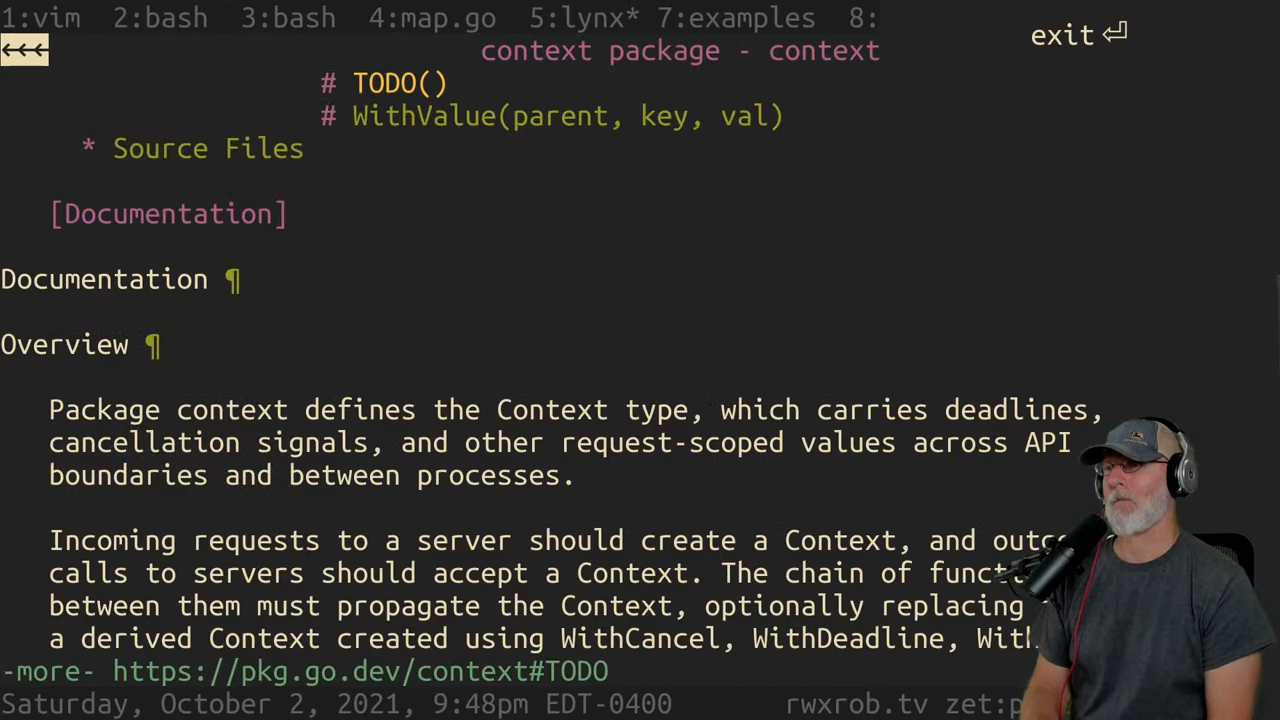 1:vim 2:bash 3:bash 4:map.go 5:lynx* 7:examples 8:
exit ⏎
←←← context package - context
# TODO()
# WithValue(parent, key, val)
* Source Files
[Documentation]
Documentation ¶
Overview ¶
Package context defines the Context type, which carries deadlines,
cancellation signals, and other request-scoped values across API
boundaries and between processes.
Incoming requests to a server should create a Context, and
calls to servers should accept a Context. The chain of
between them must propagate the Context, optionally replacing
a derived Context created using WithCancel, WithDeadline,
-more- https://pkg.go.dev/context#TODO
Saturday, October 2, 2021, 9:48pm EDT-0400 rwxrob.tv zet:p